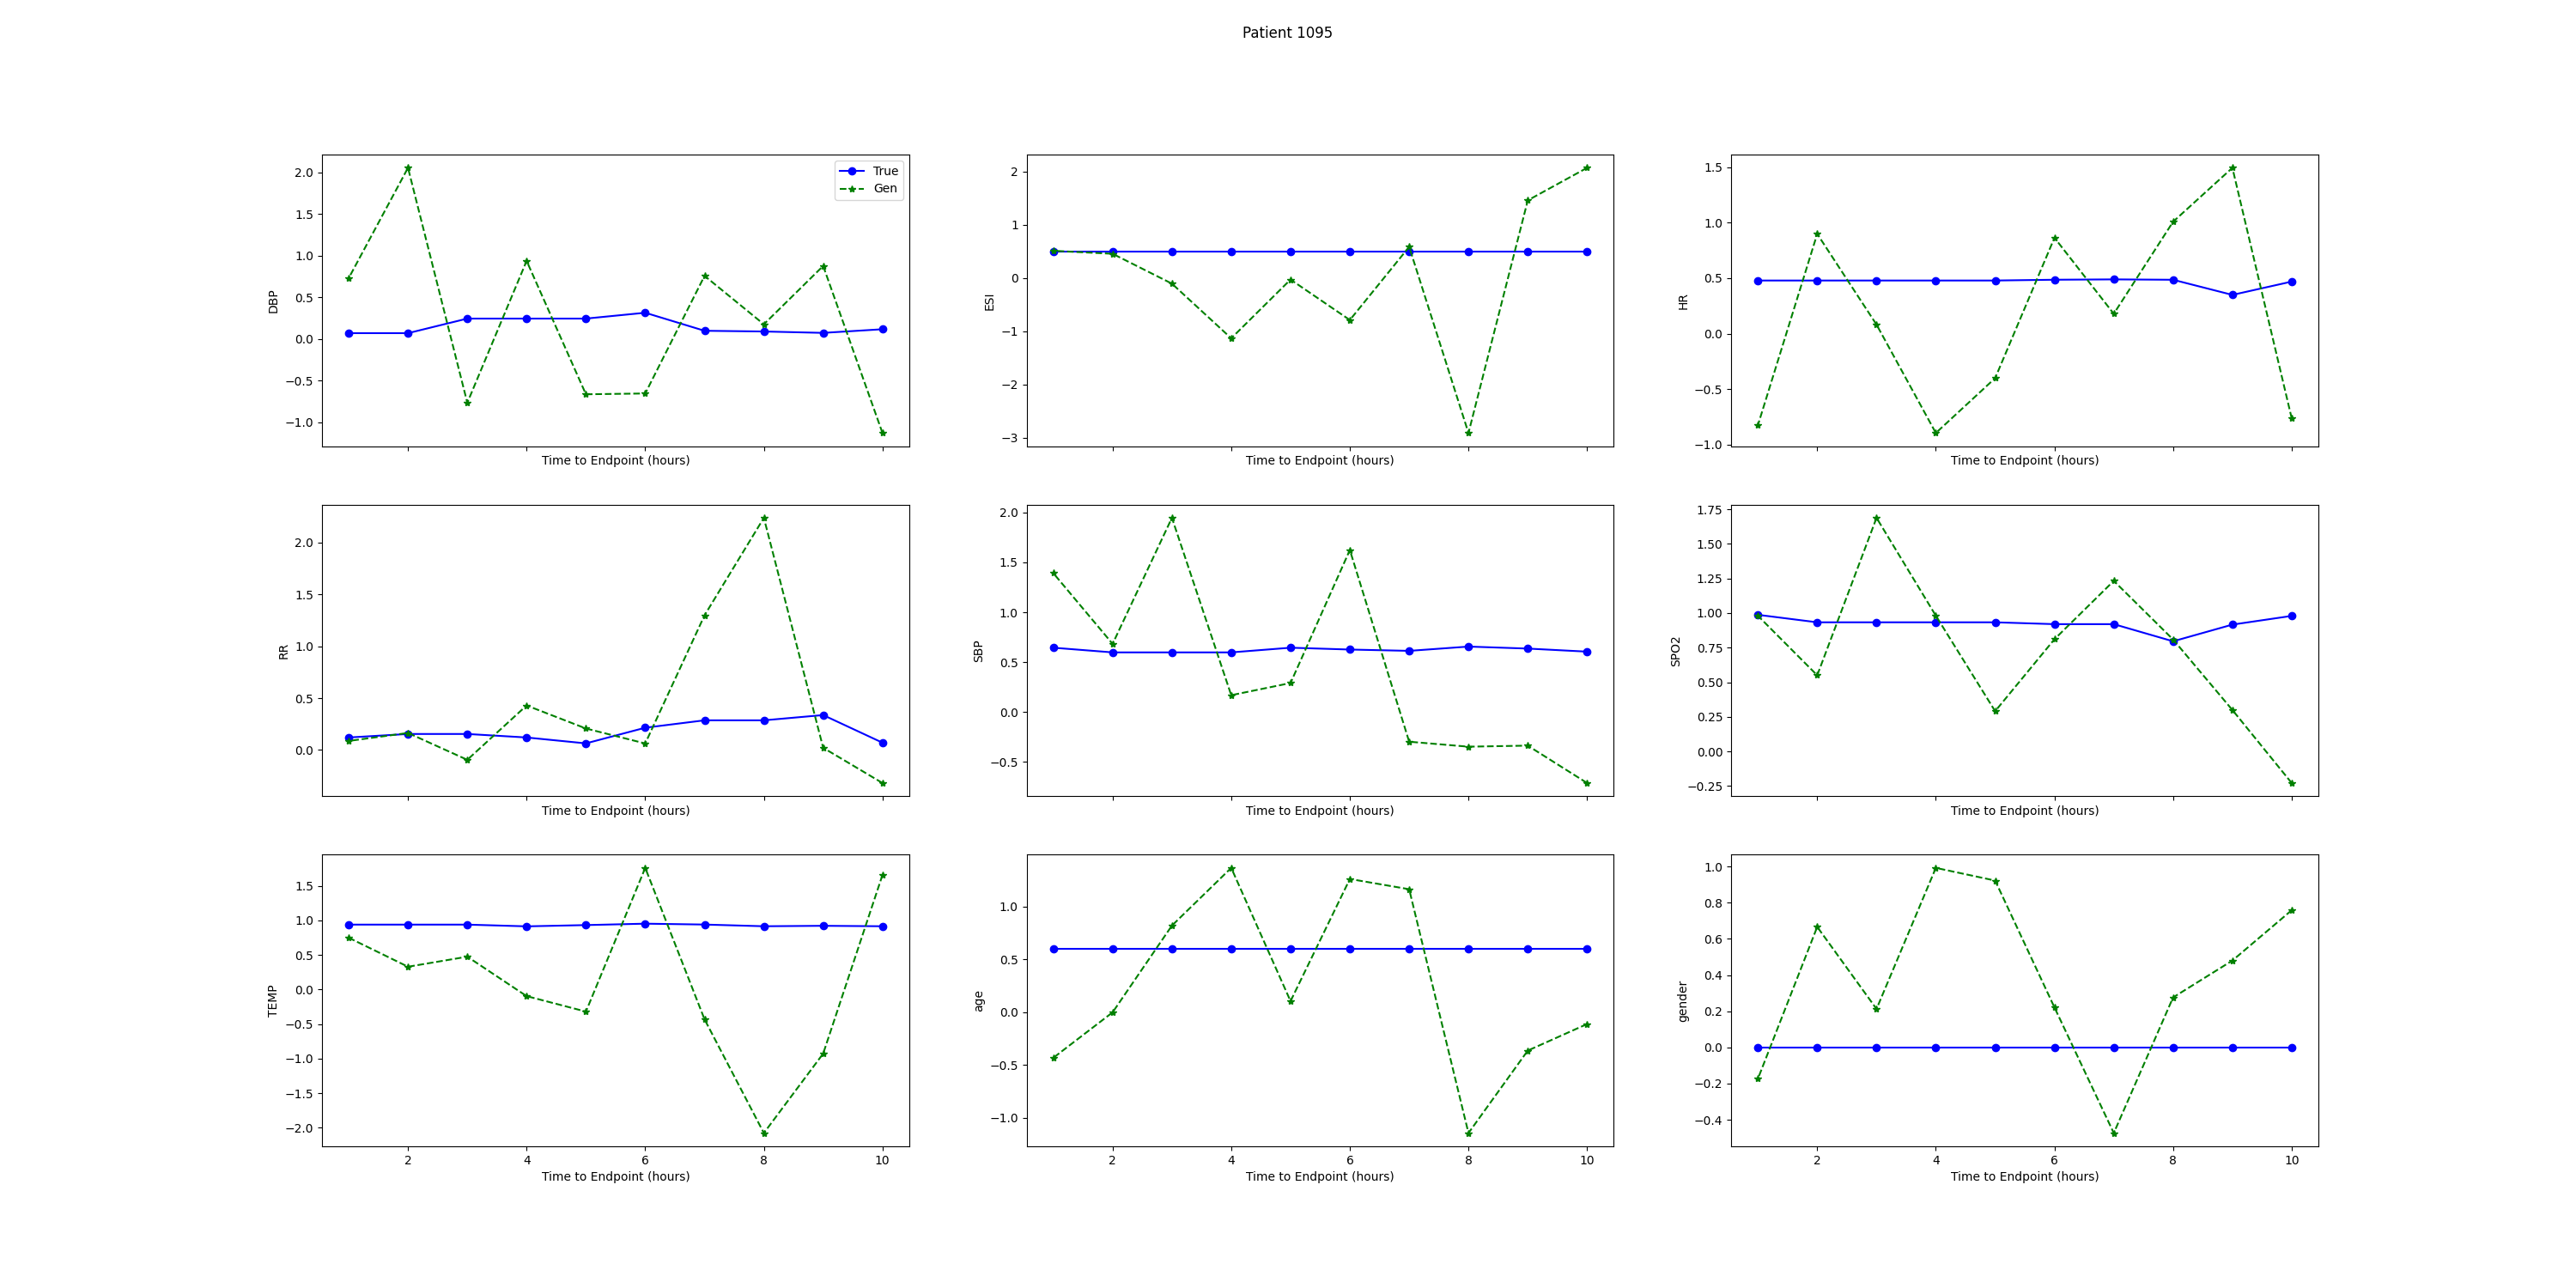 Patient 1095
DBP
2.0
1.5
1.0
0.5
0.0
−0.5
−1.0
True
Gen
Time to Endpoint (hours)
ESI
2
1
0
−1
−2
−3
Time to Endpoint (hours)
HR
1.5
1.0
0.5
0.0
−0.5
−1.0
Time to Endpoint (hours)
RR
2.0
1.5
1.0
0.5
0.0
Time to Endpoint (hours)
SBP
2.0
1.5
1.0
0.5
0.0
−0.5
Time to Endpoint (hours)
SPO2
1.75
1.50
1.25
1.00
0.75
0.50
0.25
0.00
−0.25
Time to Endpoint (hours)
TEMP
1.5
1.0
0.5
0.0
−0.5
−1.0
−1.5
−2.0
2 4 6 8 10
Time to Endpoint (hours)
age
1.0
0.5
0.0
−0.5
−1.0
2 4 6 8 10
Time to Endpoint (hours)
gender
1.0
0.8
0.6
0.4
0.2
0.0
−0.2
−0.4
2 4 6 8 10
Time to Endpoint (hours)